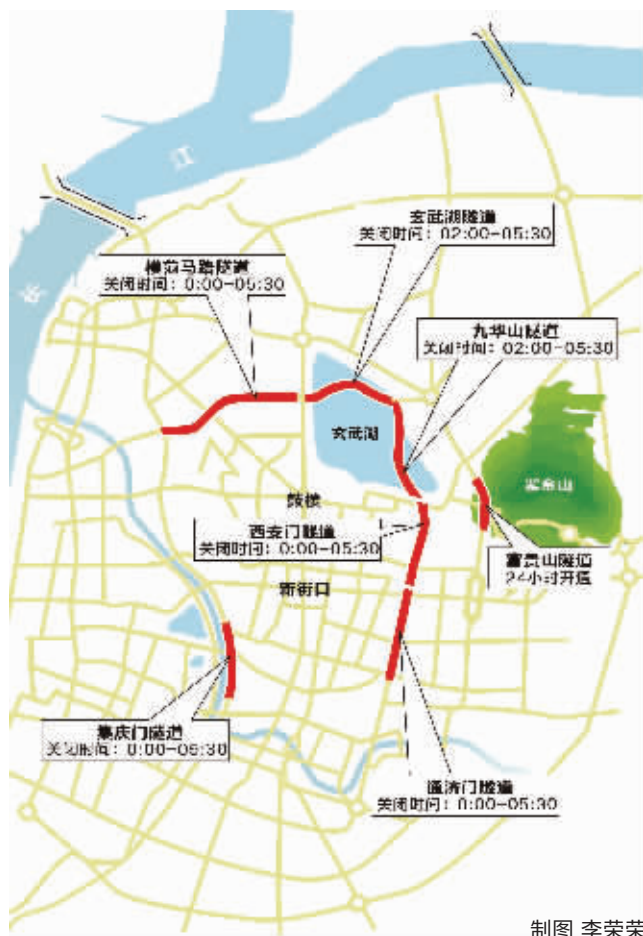 江
长
玄武湖隧道
关闭时间：02:00-05:30
模范马路隧道
关闭时间：0:00-05:30
九华山隧道
关闭时间：02:00-05:30
玄武湖
紫金山
鼓楼
西安门隧道
关闭时间：0:00-05:30
富贵山隧道
24小时开通
新街口
集庆门隧道
关闭时间：0:00-05:30
通济门隧道
关闭时间：0:00-05:30
制图 李荣荣